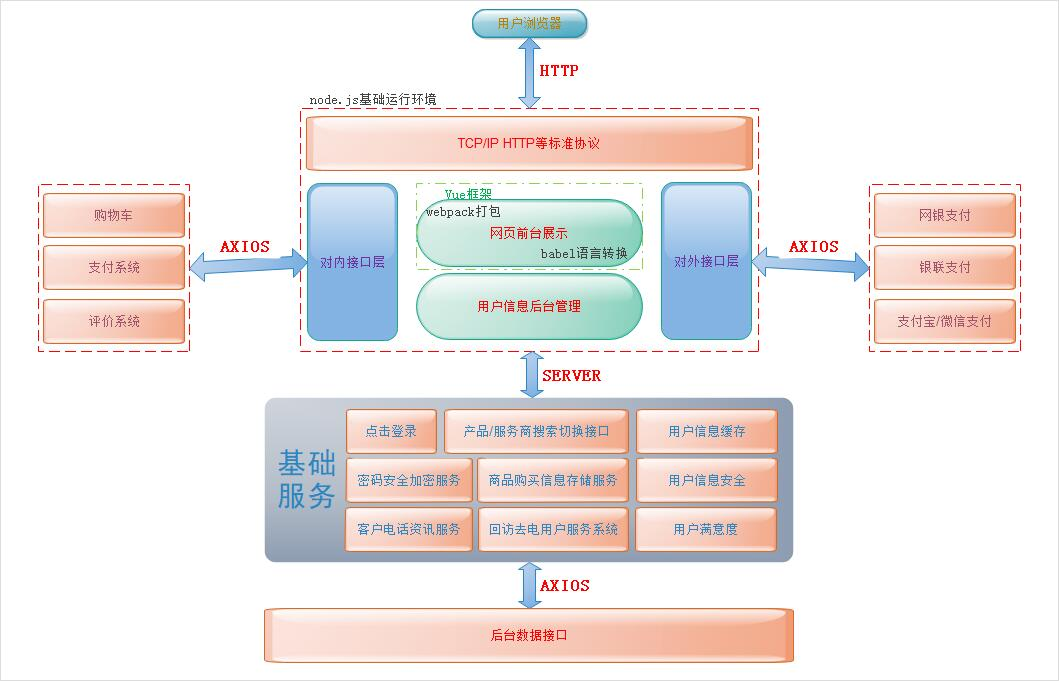 用户浏览器
HTTP
node.js基础运行环境
TCP/IP HTTP等标准协议
购物车
支付系统
评价系统
AXIOS
对内接口层
Vue框架
webpack打包
网页前台展示
babel语言转换
用户信息后台管理
对外接口层
AXIOS
网银支付
银联支付
支付宝/微信支付
SERVER
基础
服务
点击登录
产品/服务商搜索切换接口
用户信息缓存
密码安全加密服务
商品购买信息存储服务
用户信息安全
客户电话资讯服务
回访去电用户服务系统
用户满意度
AXIOS
后台数据接口